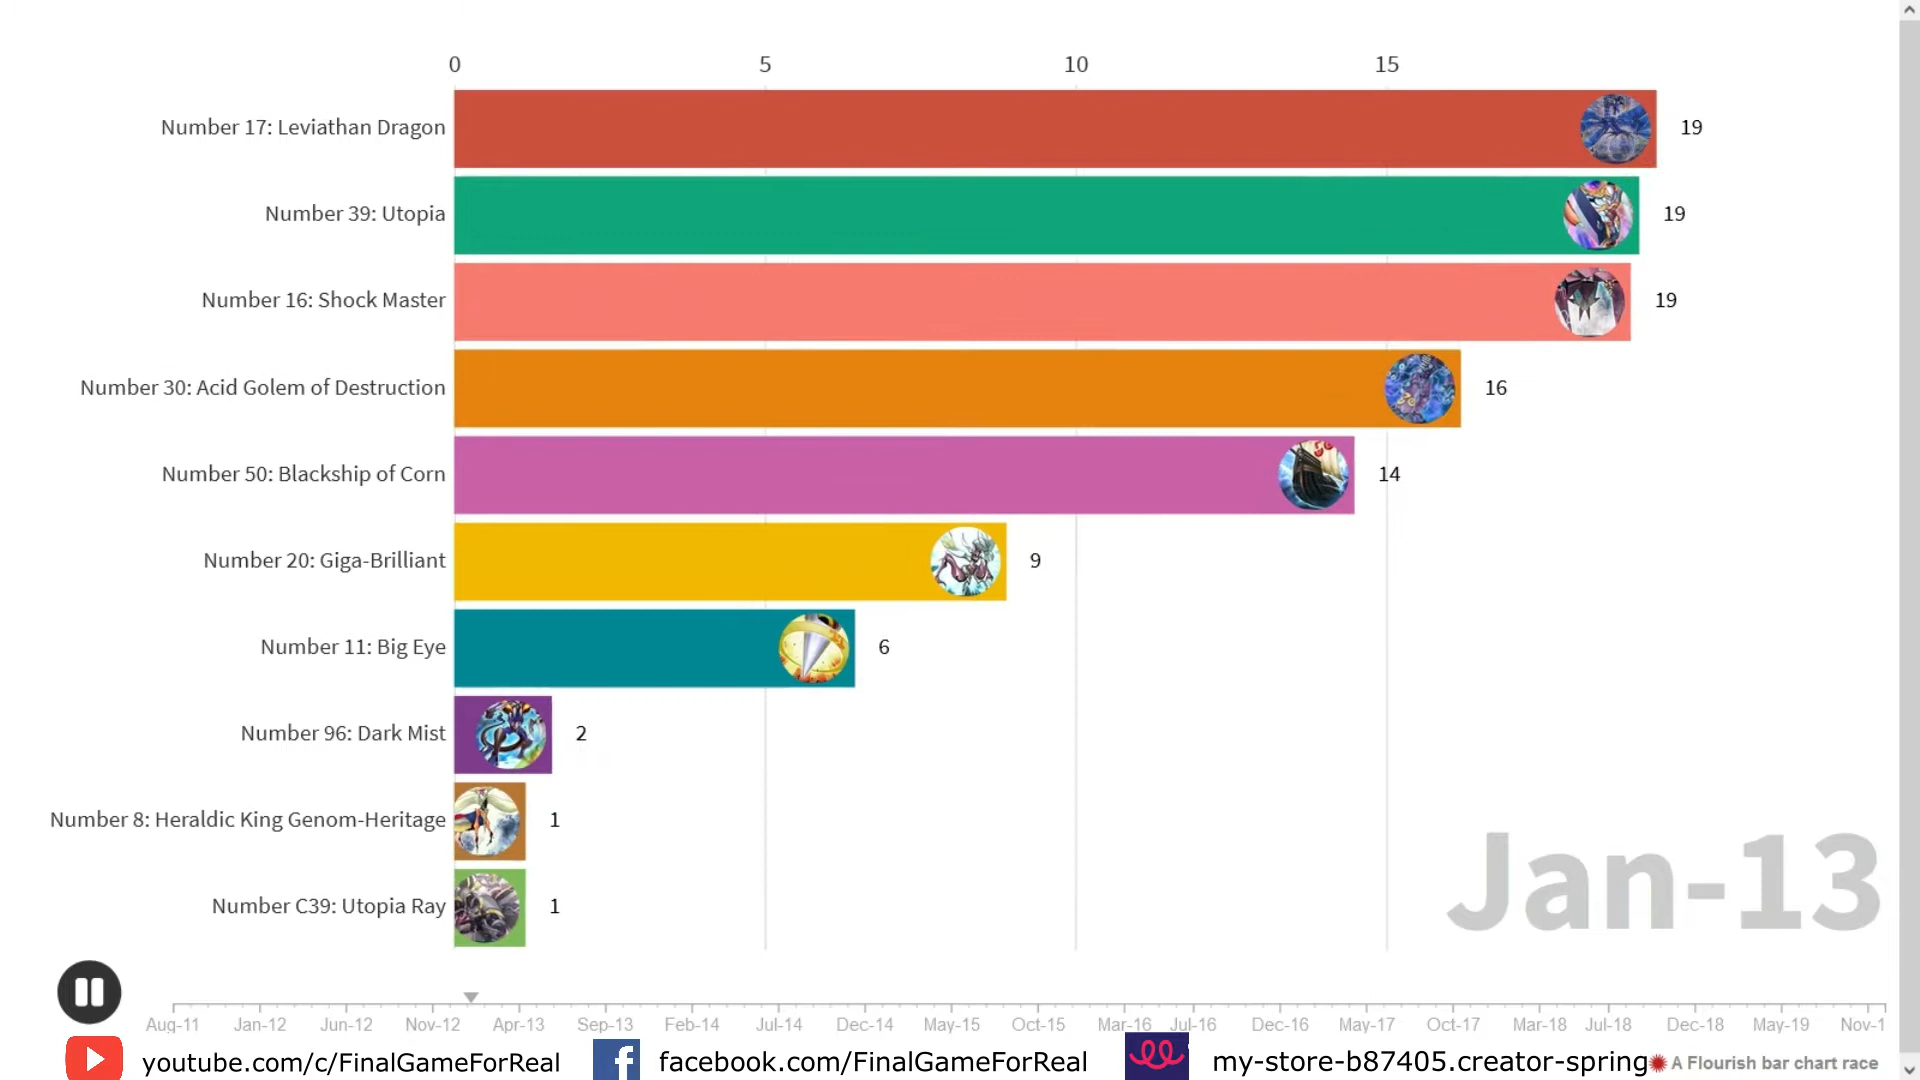 0 5 10 15
Number 17: Leviathan Dragon 19
Number 39: Utopia 19
Number 16: Shock Master 19
Number 30: Acid Golem of Destruction 16
Number 50: Blackship of Corn 14
Number 20: Giga-Brilliant 9
Number 11: Big Eye 6
Number 96: Dark Mist 2
Number 8: Heraldic King Genom-Heritage 1
Number C39: Utopia Ray 1
Jan-13
Aug-11 Jan-12 Jun-12 Nov-12 Apr-13 Sep-13 Feb-14 Jul-14 Dec-14 May-15 Oct-15 Mar-16 Jul-16 Dec-16 May-17 Oct-17 Mar-18 Jul-18 Dec-18 May-19 Nov-1
youtube.com/c/FinalGameForReal facebook.com/FinalGameForReal my-store-b87405.creator-spring A Flourish bar chart race